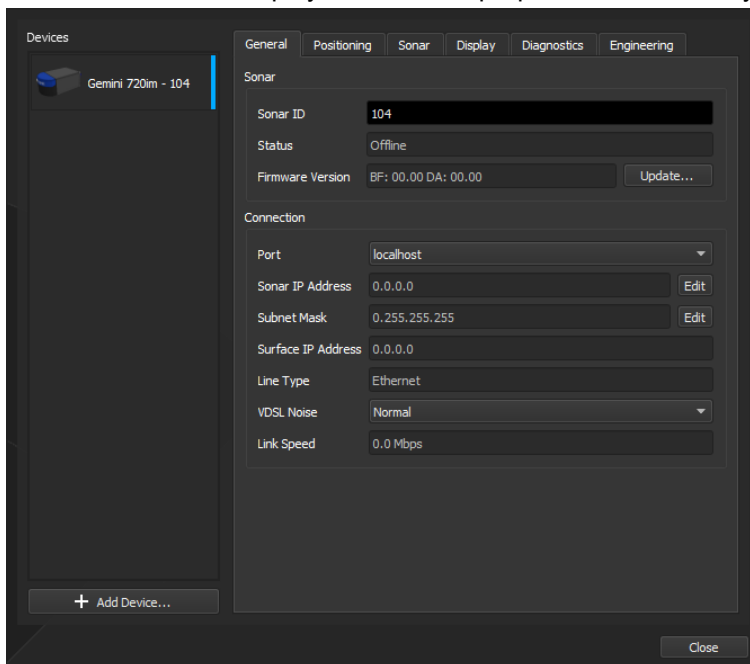 Devices
Gemini 720im - 104
+ Add Device...
General Positioning Sonar Display Diagnostics Engineering
Sonar
Sonar ID 104
Status Offline
Firmware Version BF: 00.00 DA: 00.00 Update...
Connection
Port localhost
Sonar IP Address 0.0.0.0 Edit
Subnet Mask 0.255.255.255 Edit
Surface IP Address 0.0.0.0
Line Type Ethernet
VDSL Noise Normal
Link Speed 0.0 Mbps
Close